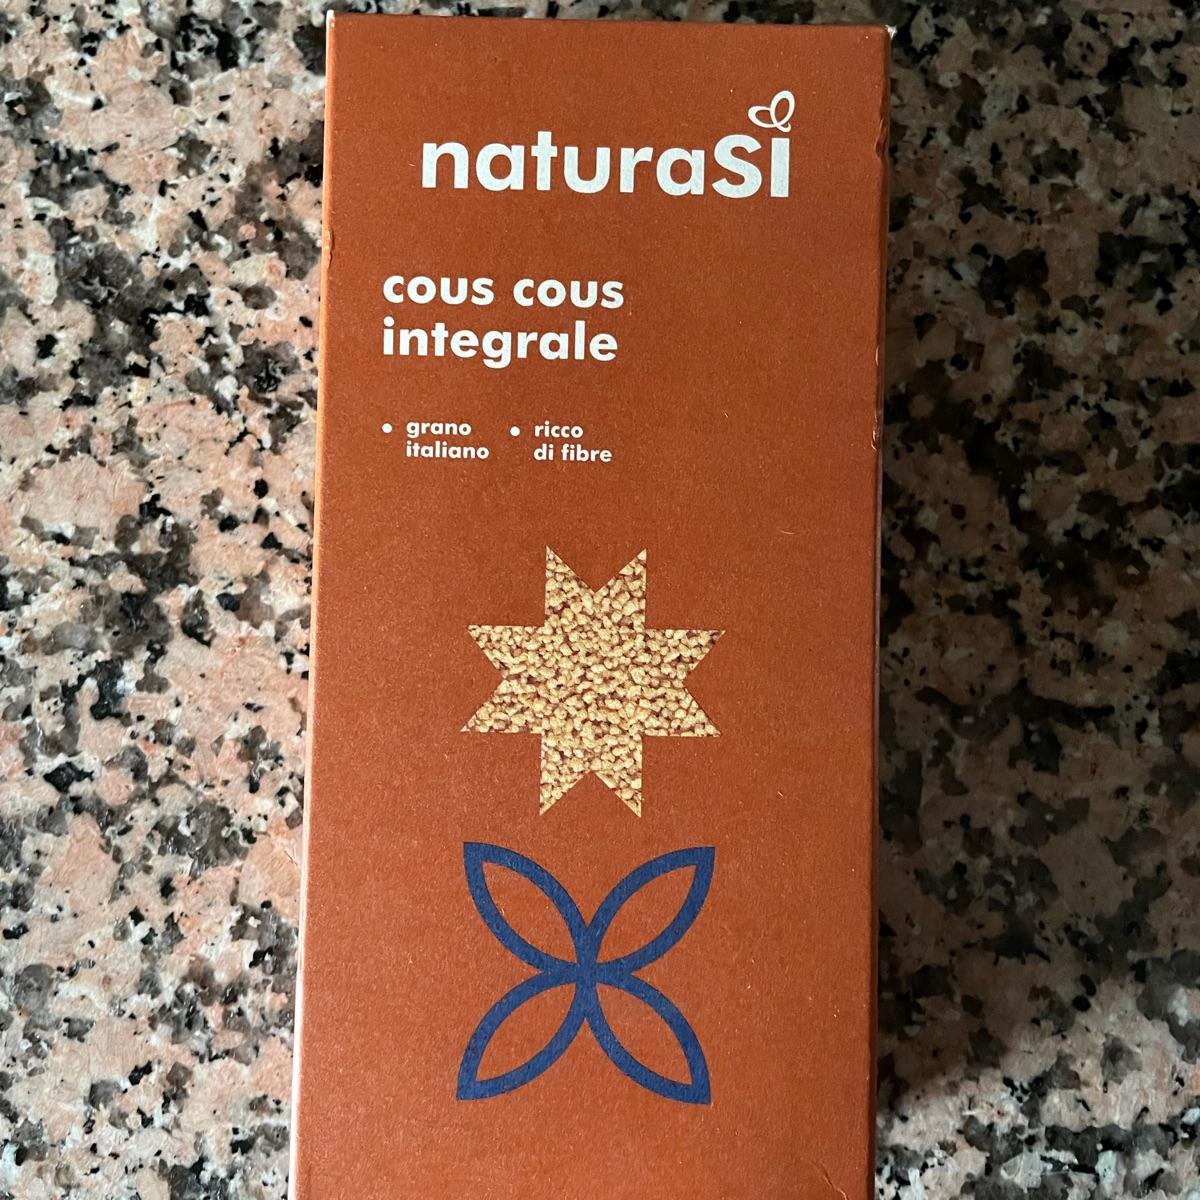 naturaSì
cous cous
integrale
• grano
italiano
• ricco
di fibre